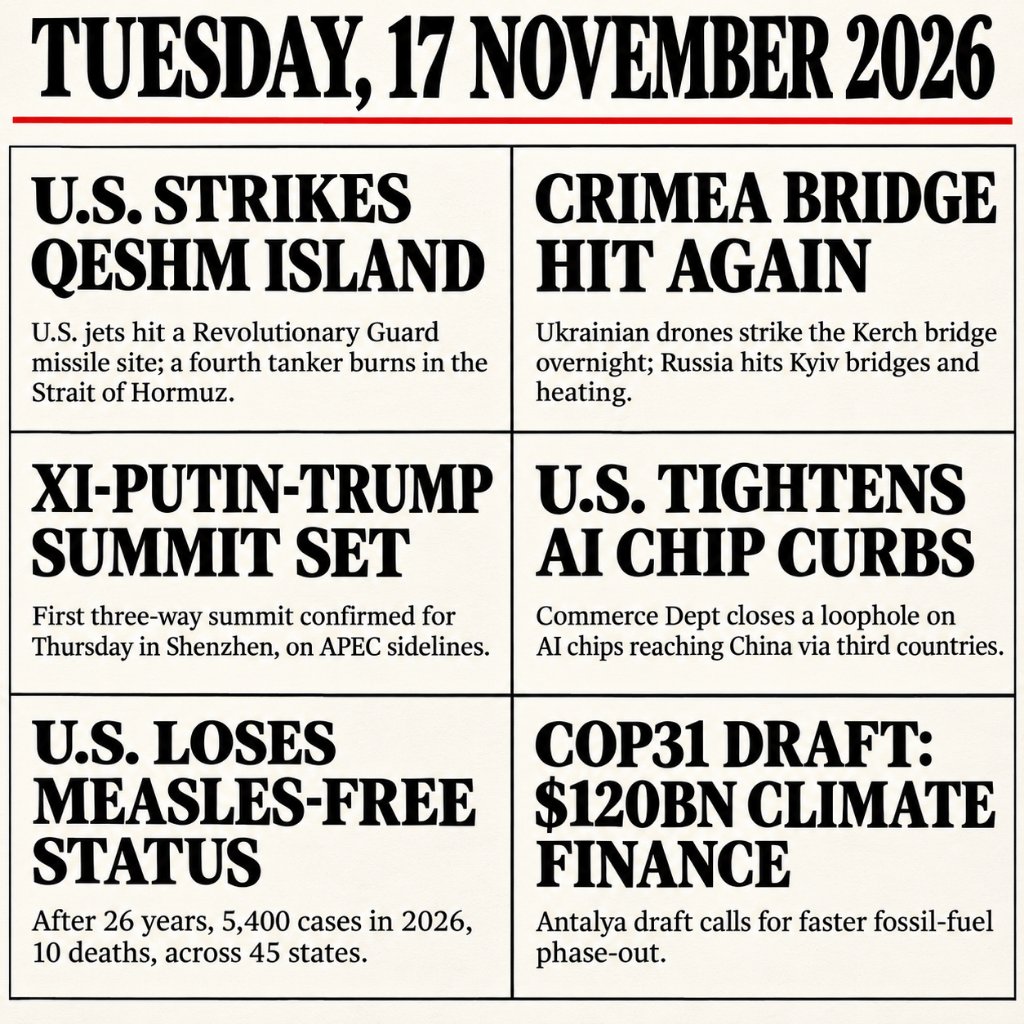 TUESDAY, 17 NOVEMBER 2026
U.S. STRIKES
QESHM ISLAND
U.S. jets hit a Revolutionary Guard
missile site; a fourth tanker burns in the
Strait of Hormuz.
CRIMEA BRIDGE
HIT AGAIN
Ukrainian drones strike the Kerch bridge
overnight; Russia hits Kyiv bridges and
heating.
XI-PUTIN-TRUMP
SUMMIT SET
First three-way summit confirmed for
Thursday in Shenzhen, on APEC sidelines.
U.S. TIGHTENS
AI CHIP CURBS
Commerce Dept closes a loophole on
AI chips reaching China via third countries.
U.S. LOSES
MEASLES-FREE
STATUS
After 26 years, 5,400 cases in 2026,
10 deaths, across 45 states.
COP31 DRAFT:
$120BN CLIMATE
FINANCE
Antalya draft calls for faster fossil-fuel
phase-out.